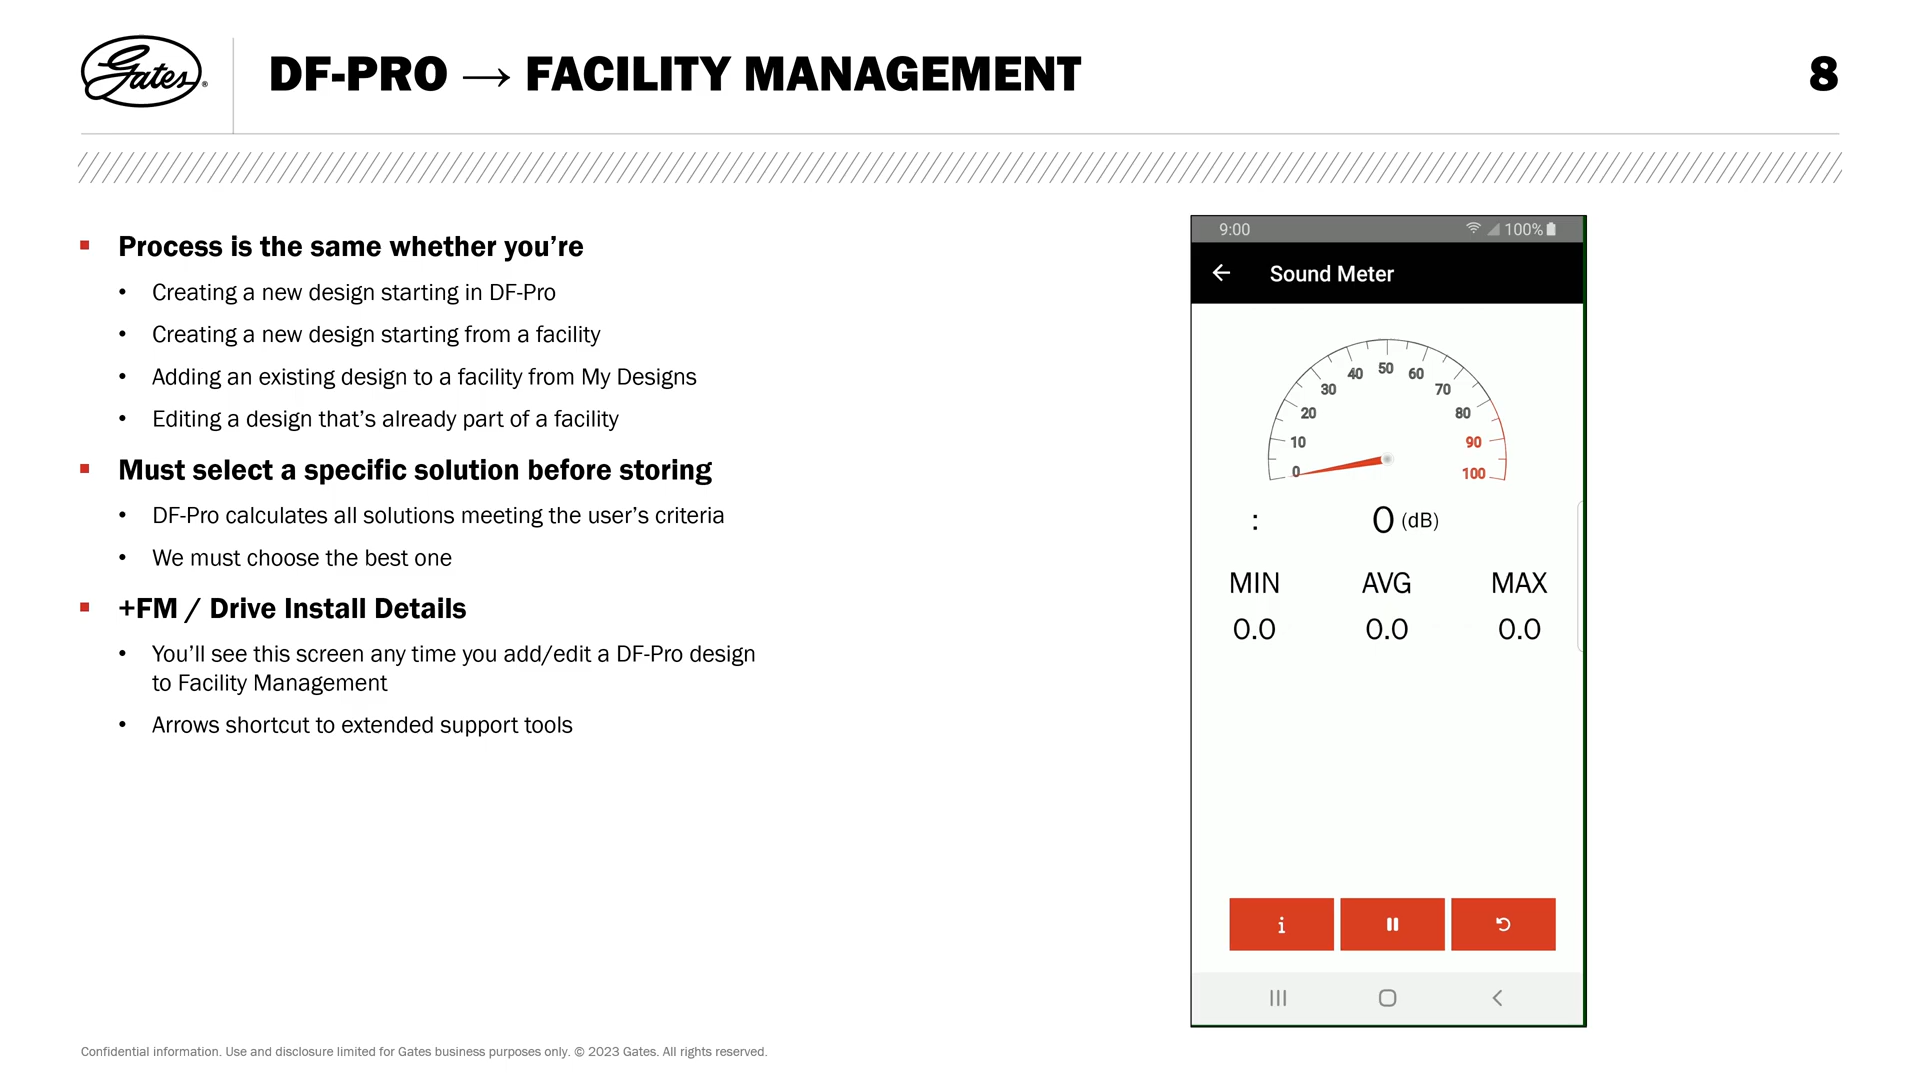 Gates®
DF-PRO → FACILITY MANAGEMENT
8
▪ Process is the same whether you’re
• Creating a new design starting in DF-Pro
• Creating a new design starting from a facility
• Adding an existing design to a facility from My Designs
• Editing a design that’s already part of a facility
▪ Must select a specific solution before storing
• DF-Pro calculates all solutions meeting the user’s criteria
• We must choose the best one
▪ +FM / Drive Install Details
• You’ll see this screen any time you add/edit a DF-Pro design
to Facility Management
• Arrows shortcut to extended support tools
9:00 100%
Sound Meter
0 10 20 30 40 50 60 70 80 90 100
: 0 (dB)
MIN AVG MAX
0.0 0.0 0.0
i
Confidential information. Use and disclosure limited for Gates business purposes only. © 2023 Gates. All rights reserved.